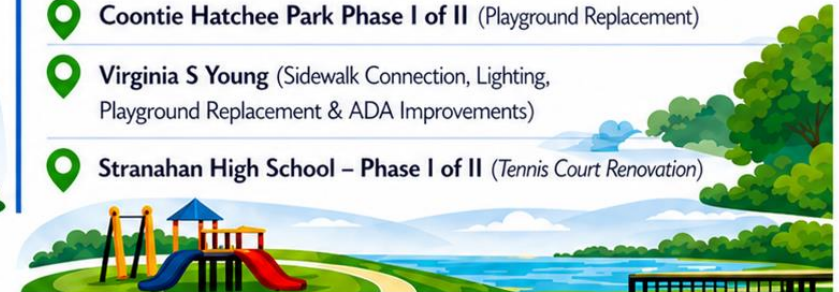 Coontie Hatchee Park Phase I of II (Playground Replacement)
Virginia S Young (Sidewalk Connection, Lighting,
Playground Replacement & ADA Improvements)
Stranahan High School – Phase I of II (Tennis Court Renovation)